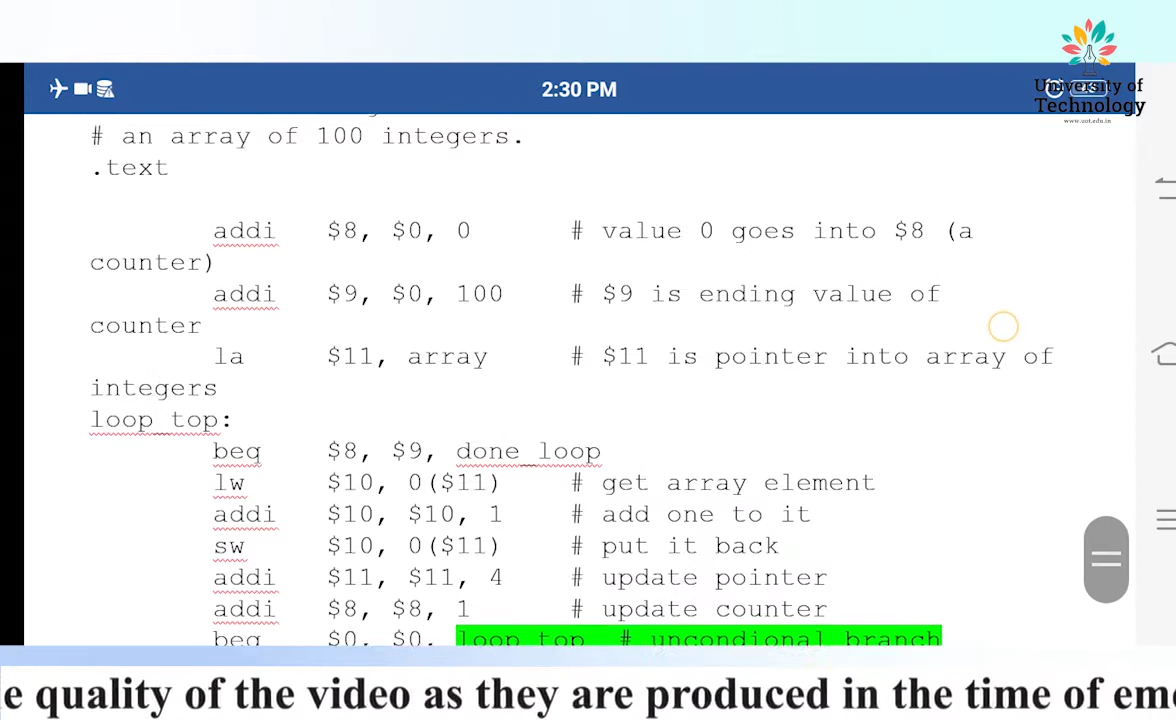 2:30 PM
University of
Technology
www.uot.edu.in
# an array of 100 integers.
.text
addi $8, $0, 0 # value 0 goes into $8 (a
counter)
addi $9, $0, 100 # $9 is ending value of
counter
la $11, array # $11 is pointer into array of
integers
loop_top:
beq $8, $9, done_loop
lw $10, 0($11) # get array element
addi $10, $10, 1 # add one to it
sw $10, 0($11) # put it back
addi $11, $11, 4 # update pointer
addi $8, $8, 1 # update counter
beq $0, $0, loop_top # uncondional branch
e quality of the video as they are produced in the time of em